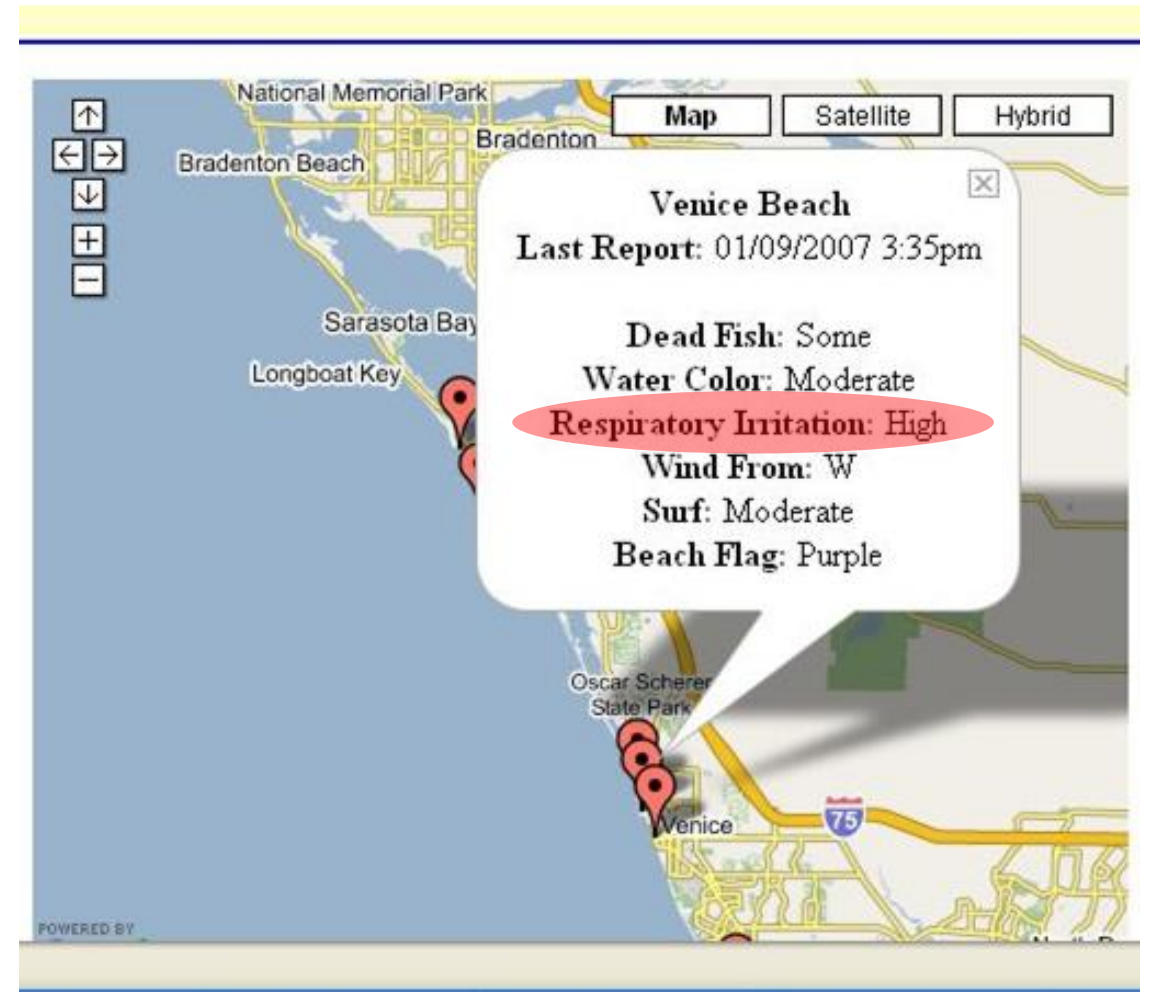 National Memorial Park
Map
Satellite
Hybrid
Bradenton
Bradenton Beach
Venice Beach
Last Report: 01/09/2007 3:35pm
Sarasota Bay
Dead Fish: Some
Longboat Key
Water Color: Moderate
Respiratory Irritation: High
Wind From: W
Surf: Moderate
Beach Flag: Purple
Oscar Scherer
State Park
75
Venice
POWERED BY